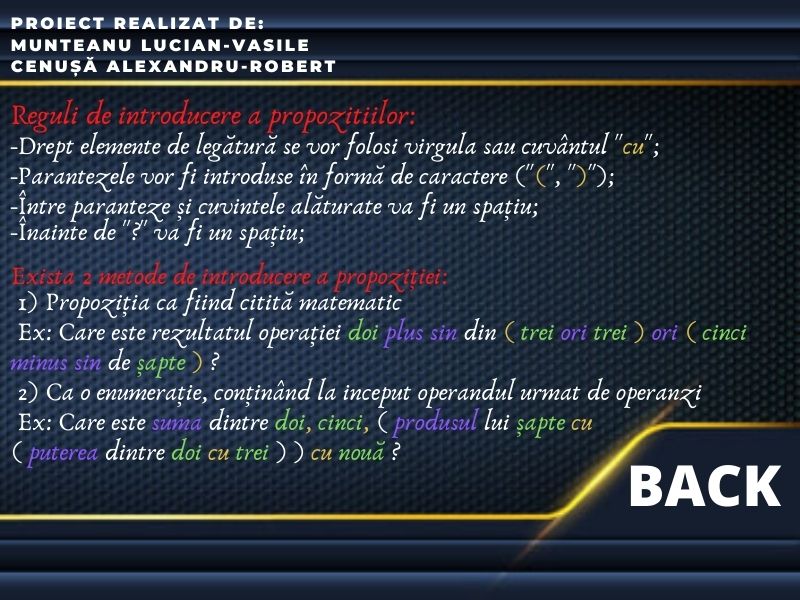 PROIECT REALIZAT DE:
MUNTEANU LUCIAN-VASILE
CENUȘĂ ALEXANDRU-ROBERT
Reguli de introducere a propozitiilor:
-Drept elemente de legătură se vor folosi virgula sau cuvântul "cu";
-Parantezele vor fi introduse în formă de caractere ("(", ")");
-Între paranteze și cuvintele alăturate va fi un spațiu;
-Înainte de "?" va fi un spațiu;
Exista 2 metode de introducere a propoziției:
1) Propoziția ca fiind citită matematic
Ex: Care este rezultatul operației doi plus sin din ( trei ori trei ) ori ( cinci
minus sin de șapte ) ?
2) Ca o enumerație, conținând la inceput operandul urmat de operanzi
Ex: Care este suma dintre doi, cinci, ( produsul lui șapte cu
( puterea dintre doi cu trei ) ) cu nouă ?
BACK